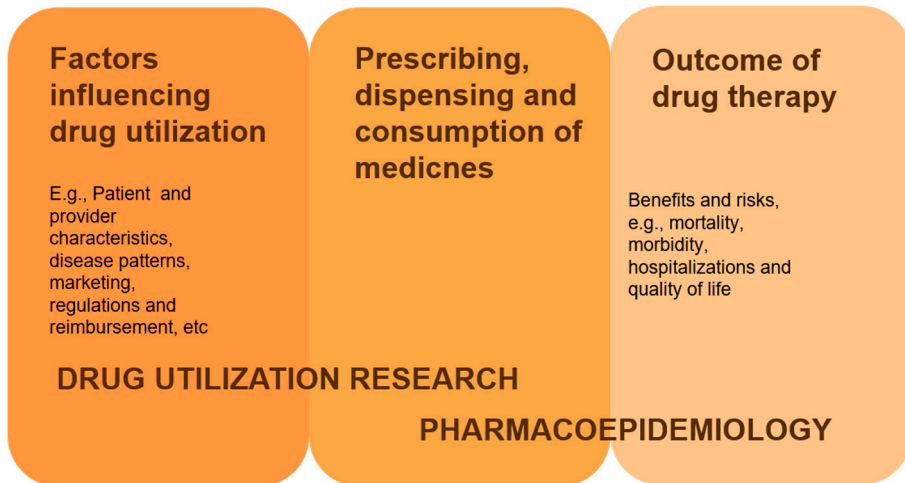 Factors
influencing
drug utilization
E.g., Patient and
provider
characteristics,
disease patterns,
marketing,
regulations and
reimbursement, etc
Prescribing,
dispensing and
consumption of
medicnes
Outcome of
drug therapy
Benefits and risks,
e.g., mortality,
morbidity,
hospitalizations and
quality of life
DRUG UTILIZATION RESEARCH
PHARMACOEPIDEMIOLOGY